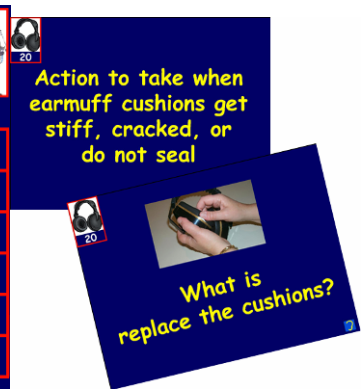 20
Action to take when
earmuff cushions get
stiff, cracked, or
do not seal
20
What is
replace the cushions?